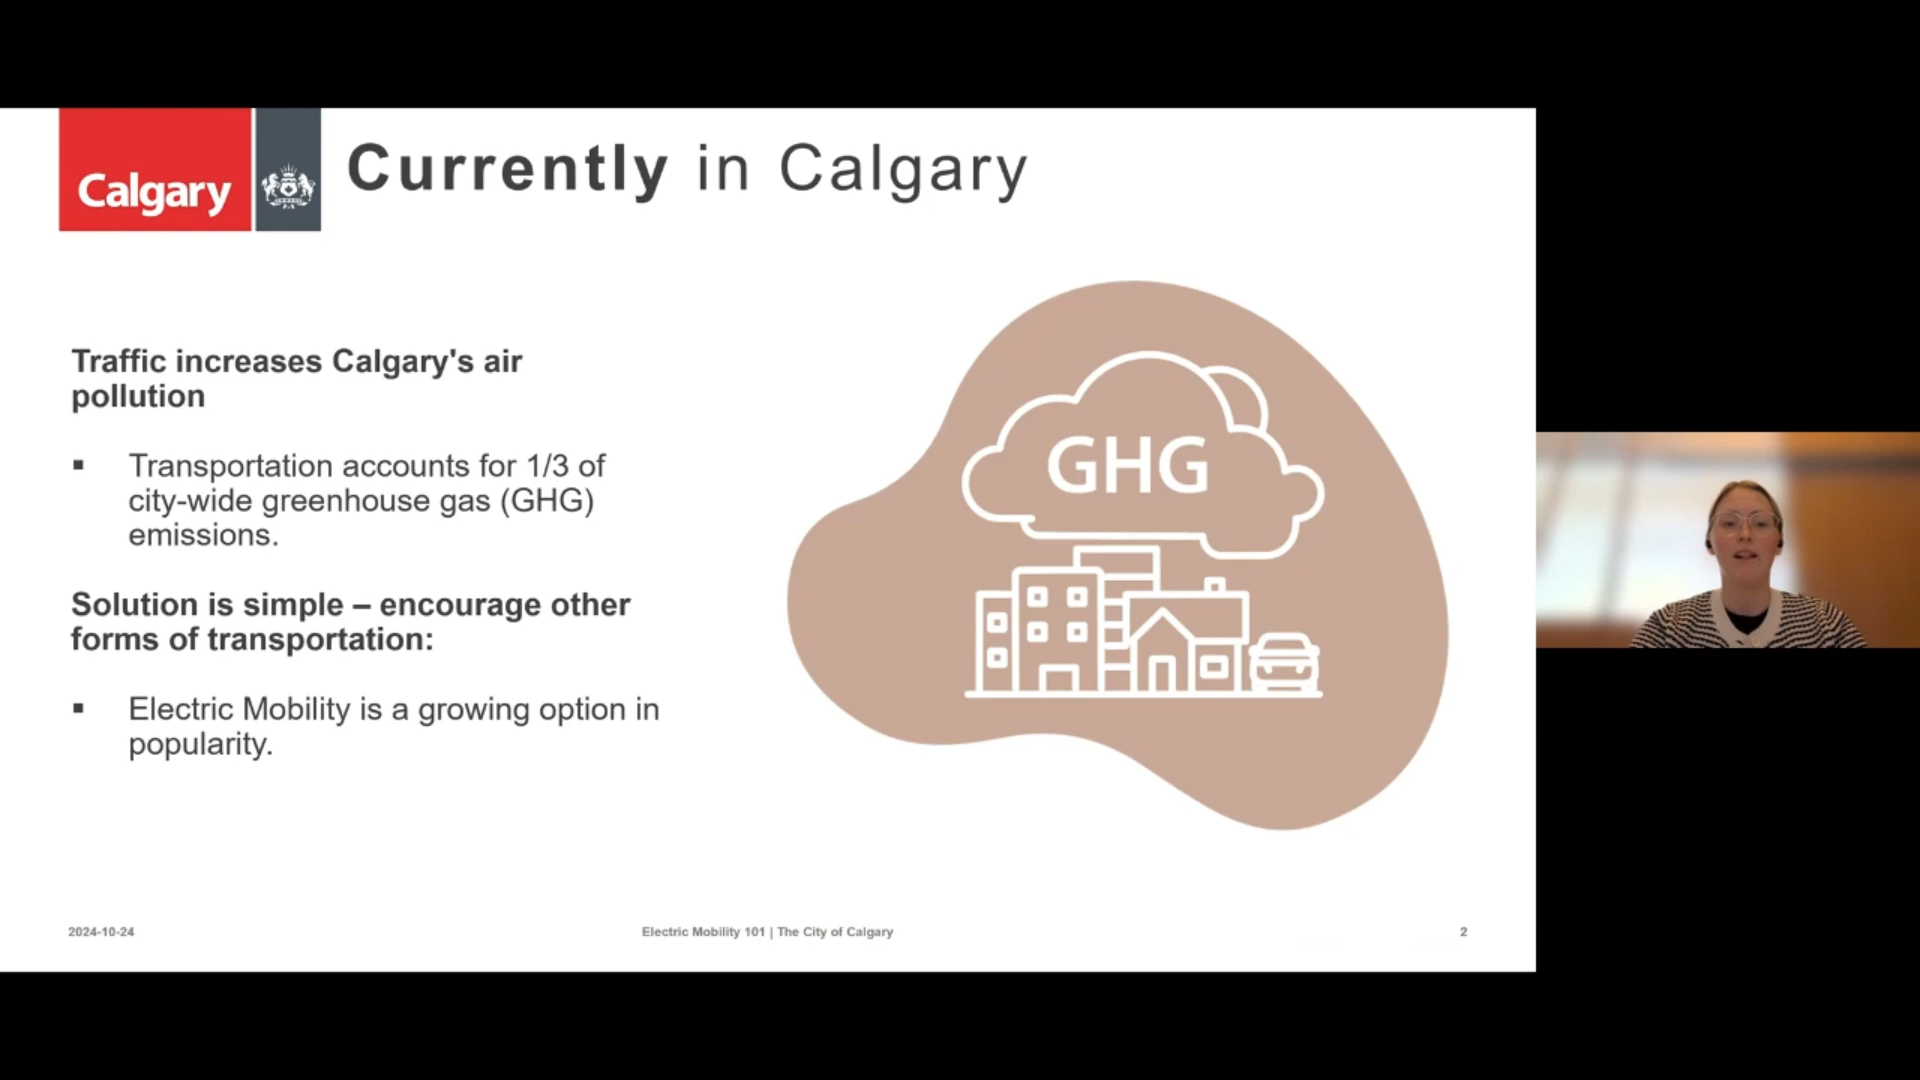 Calgary
Currently in Calgary
Traffic increases Calgary's air
pollution
▪ Transportation accounts for 1/3 of
city-wide greenhouse gas (GHG)
emissions.
Solution is simple – encourage other
forms of transportation:
▪ Electric Mobility is a growing option in
popularity.
GHG
2024-10-24
Electric Mobility 101 | The City of Calgary
2